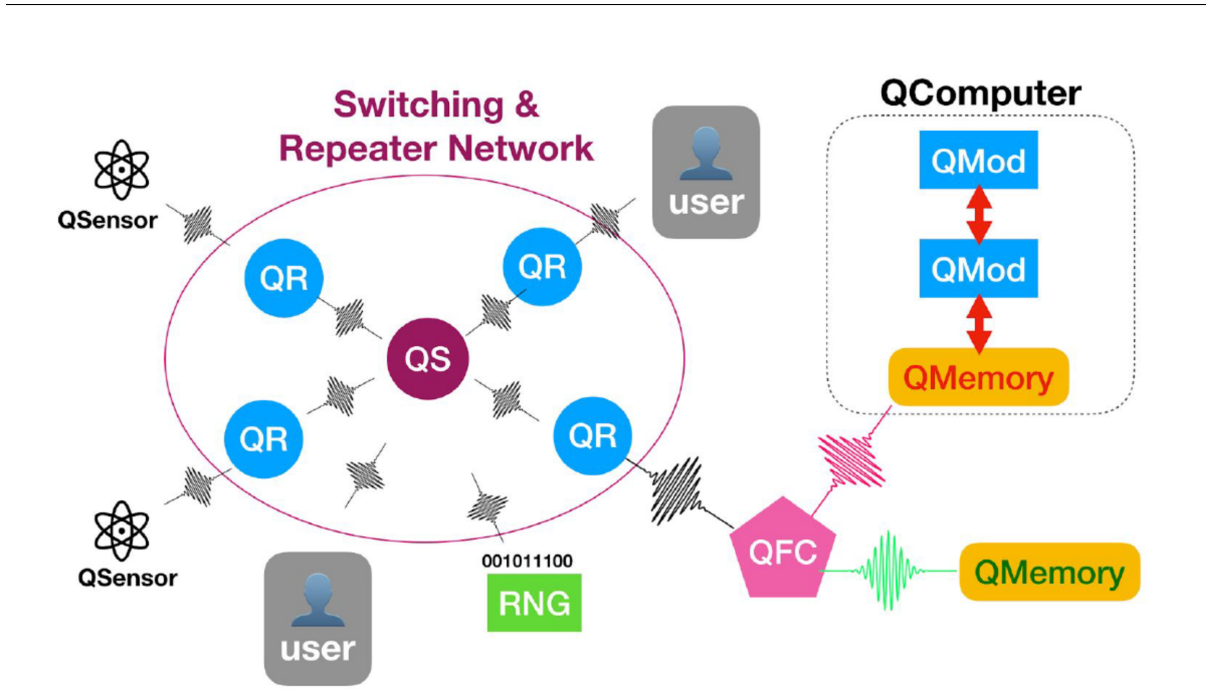 Switching &
Repeater Network
QComputer
QSensor
user
QMod
QR
QR
QMod
QS
QMemory
QR
QR
QSensor
001011100
RNG
QFC
QMemory
user